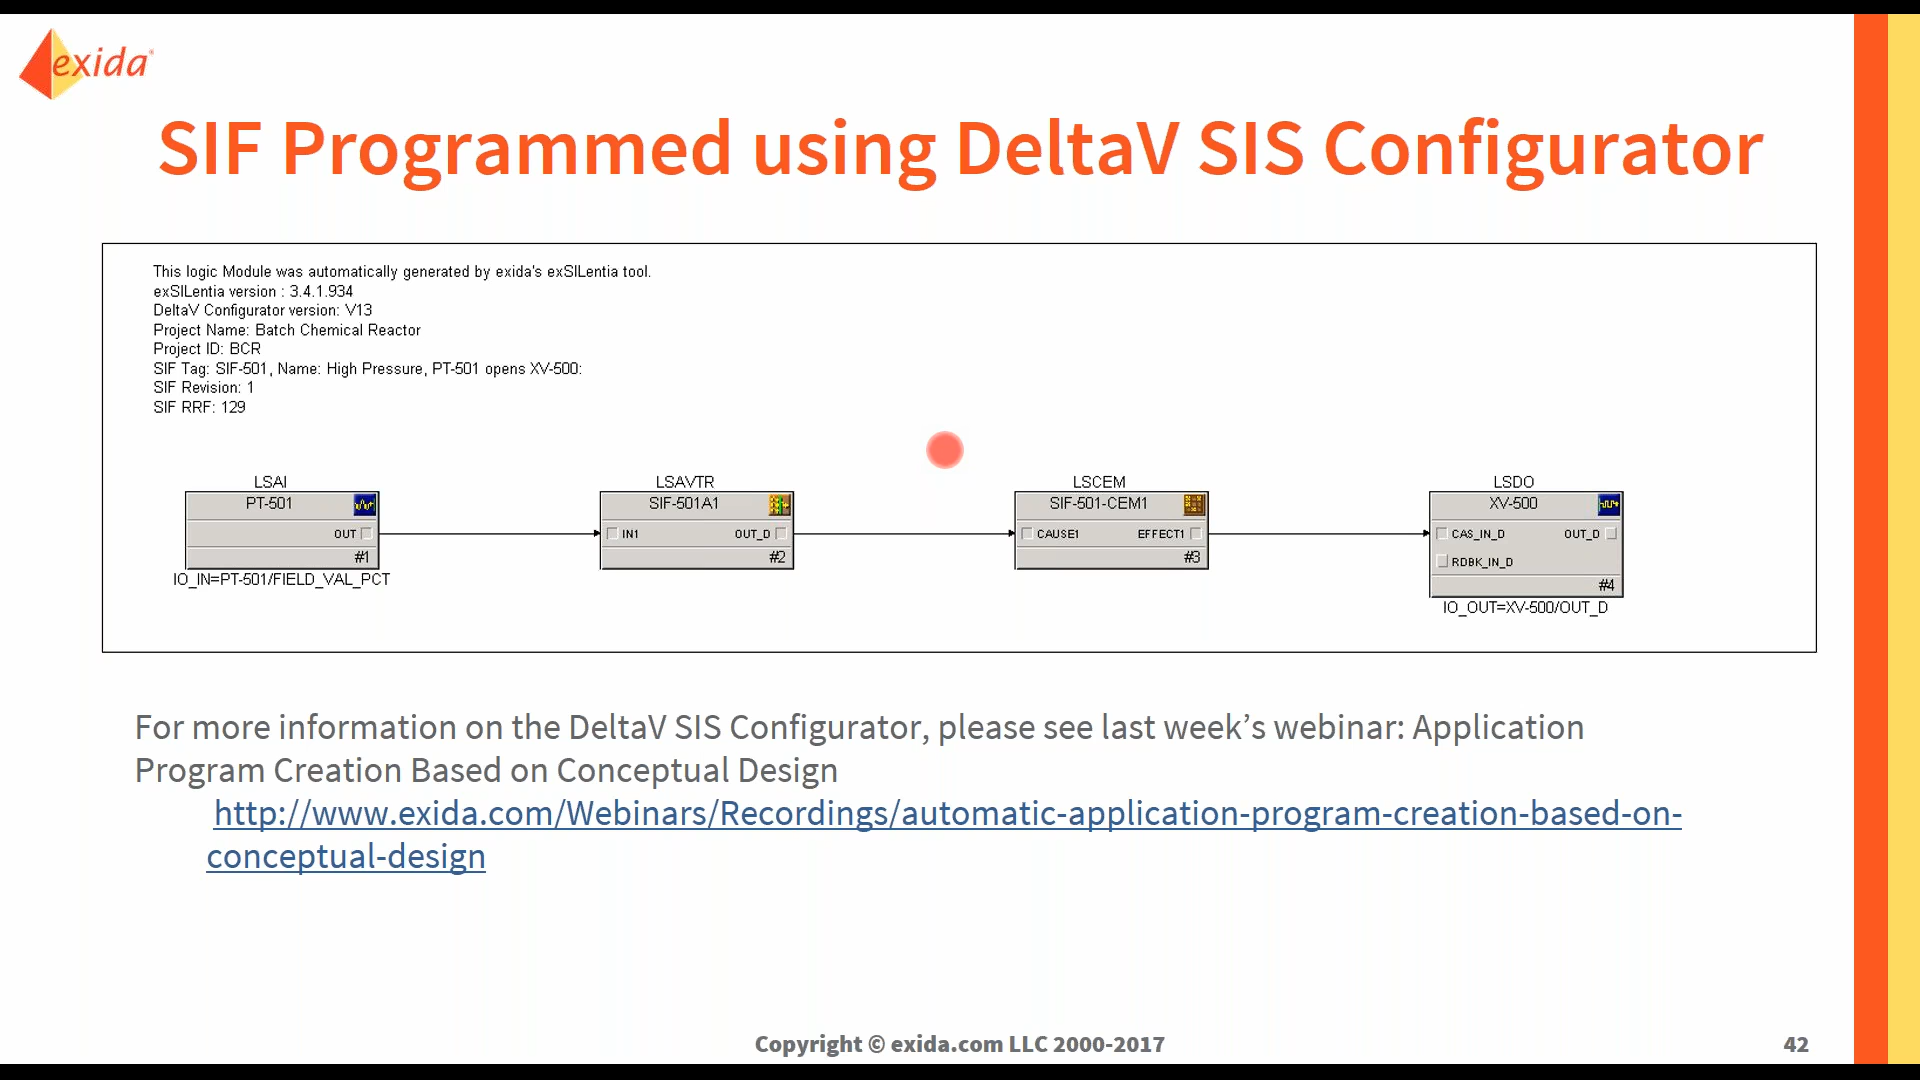 exida®
SIF Programmed using DeltaV SIS Configurator
This logic Module was automatically generated by exida's exSILentia tool.
exSILentia version : 3.4.1.934
DeltaV Configurator version: V13
Project Name: Batch Chemical Reactor
Project ID: BCR
SIF Tag: SIF-501, Name: High Pressure, PT-501 opens XV-500:
SIF Revision: 1
SIF RRF: 129
LSAI
PT-501
OUT
#1
IO_IN=PT-501/FIELD_VAL_PCT
LSAVTR
SIF-501A1
IN1 OUT_D
#2
LSCEM
SIF-501-CEM1
CAUSE1 EFFECT1
#3
LSDO
XV-500
CAS_IN_D OUT_D
RDBK_IN_D
#4
IO_OUT=XV-500/OUT_D
For more information on the DeltaV SIS Configurator, please see last week’s webinar: Application
Program Creation Based on Conceptual Design
http://www.exida.com/Webinars/Recordings/automatic-application-program-creation-based-on-
conceptual-design
Copyright © exida.com LLC 2000-2017
42